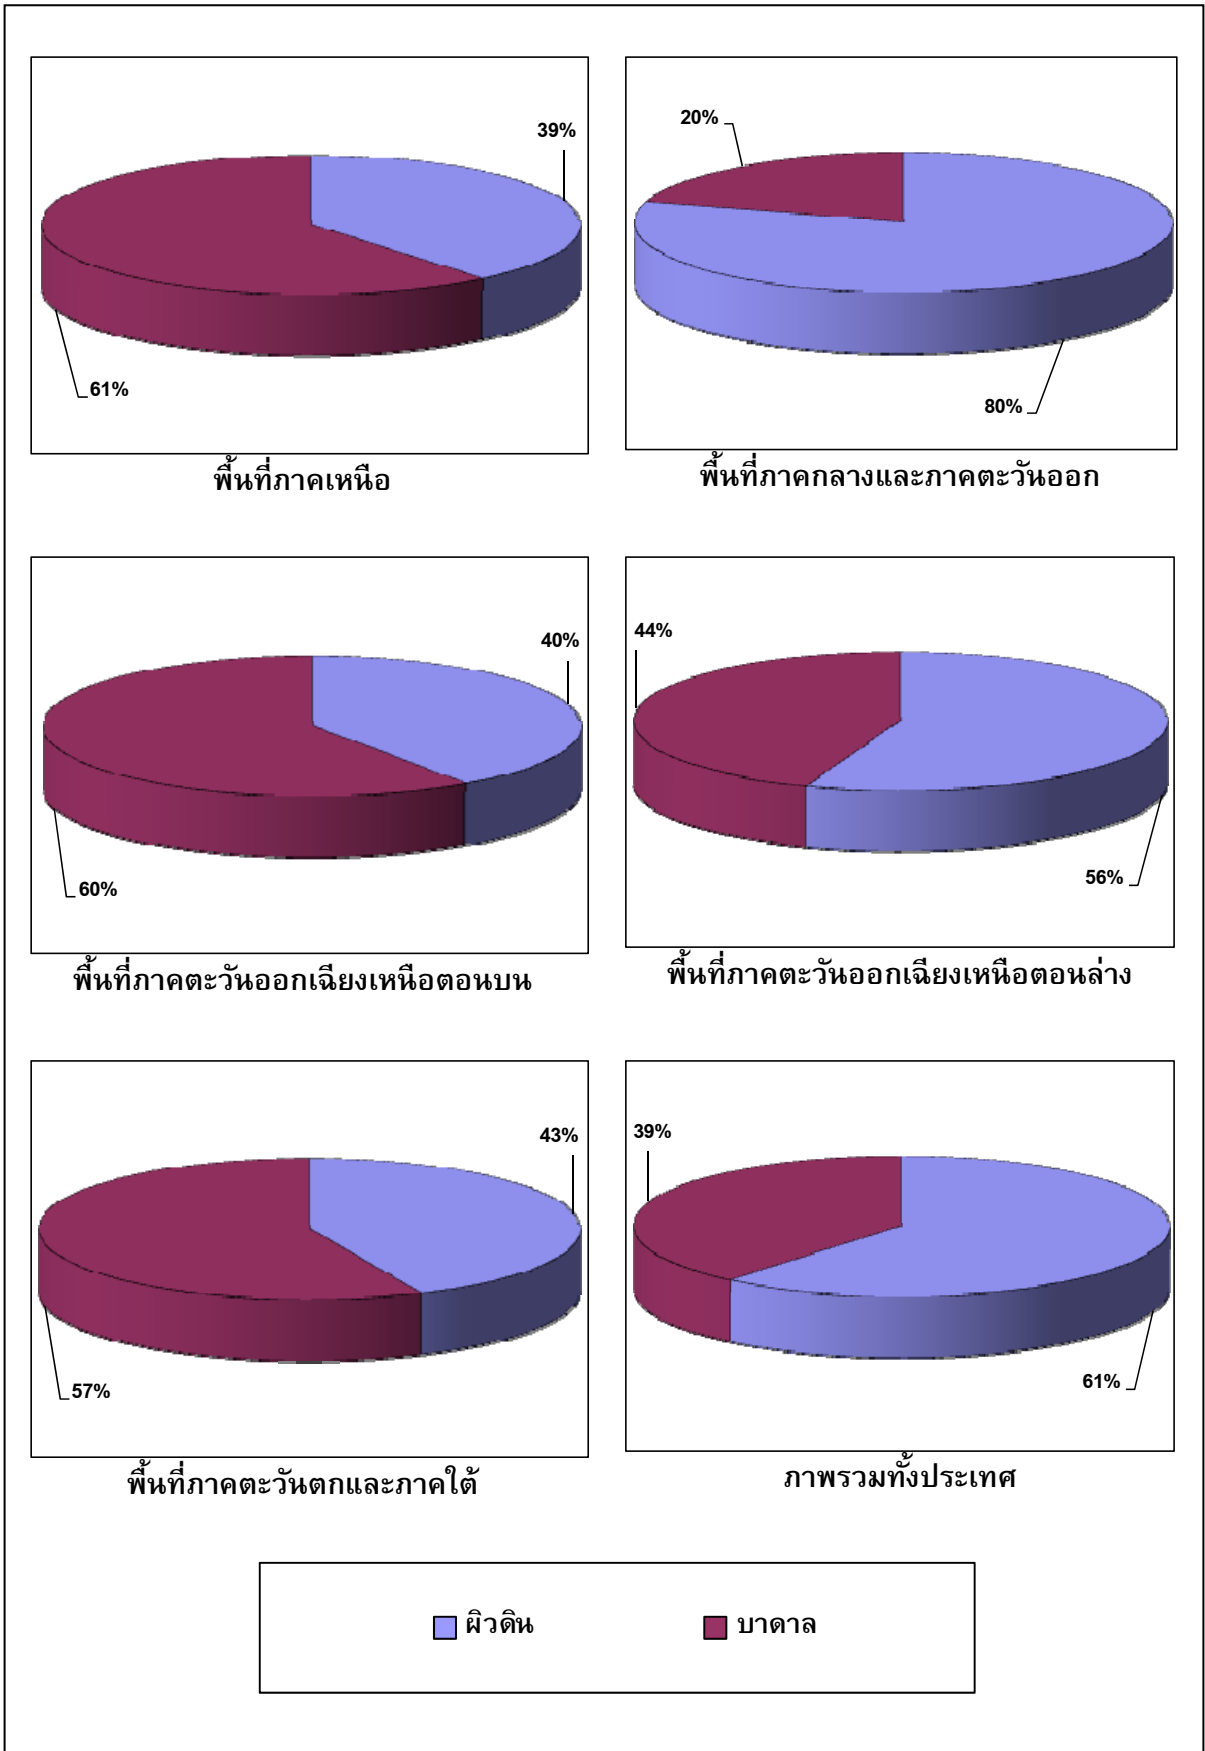 39%
61%
พื้นที่ภาคเหนือ
20%
80%
พื้นที่ภาคกลางและภาคตะวันออก
40%
60%
พื้นที่ภาคตะวันออกเฉียงเหนือตอนบน
44%
56%
พื้นที่ภาคตะวันออกเฉียงเหนือตอนล่าง
43%
57%
พื้นที่ภาคตะวันตกและภาคใต้
39%
61%
ภาพรวมทั้งประเทศ
ผิวดิน
บาดาล